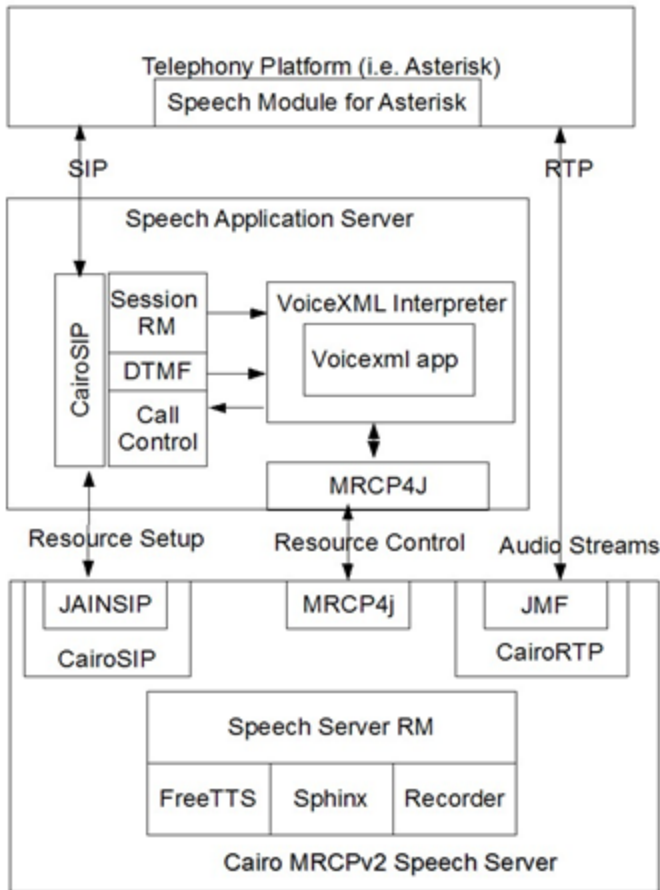 Telephony Platform (i.e. Asterisk)
Speech Module for Asterisk
SIP
RTP
Speech Application Server
CairoSIP
Session
RM
DTMF
Call
Control
VoiceXML Interpreter
Voicexml app
MRCP4J
Resource Setup
Resource Control
Audio Streams
JAINSIP
CairoSIP
MRCP4j
JMF
CairoRTP
Speech Server RM
FreeTTS
Sphinx
Recorder
Cairo MRCPv2 Speech Server